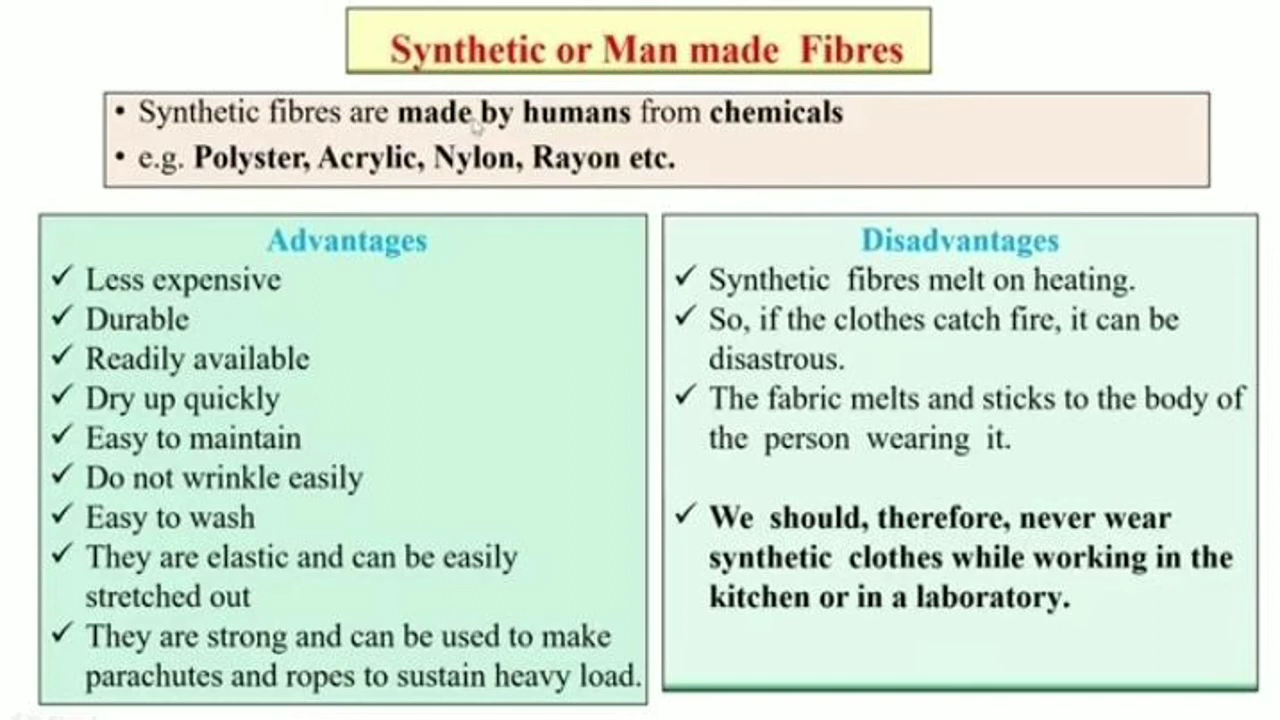 Synthetic or Man made Fibres
• Synthetic fibres are made by humans from chemicals
• e.g. Polyster, Acrylic, Nylon, Rayon etc.
Advantages
✓ Less expensive
✓ Durable
✓ Readily available
✓ Dry up quickly
✓ Easy to maintain
✓ Do not wrinkle easily
✓ Easy to wash
✓ They are elastic and can be easily
stretched out
✓ They are strong and can be used to make
parachutes and ropes to sustain heavy load.
Disadvantages
✓ Synthetic fibres melt on heating.
✓ So, if the clothes catch fire, it can be
disastrous.
✓ The fabric melts and sticks to the body of
the person wearing it.
✓ We should, therefore, never wear
synthetic clothes while working in the
kitchen or in a laboratory.